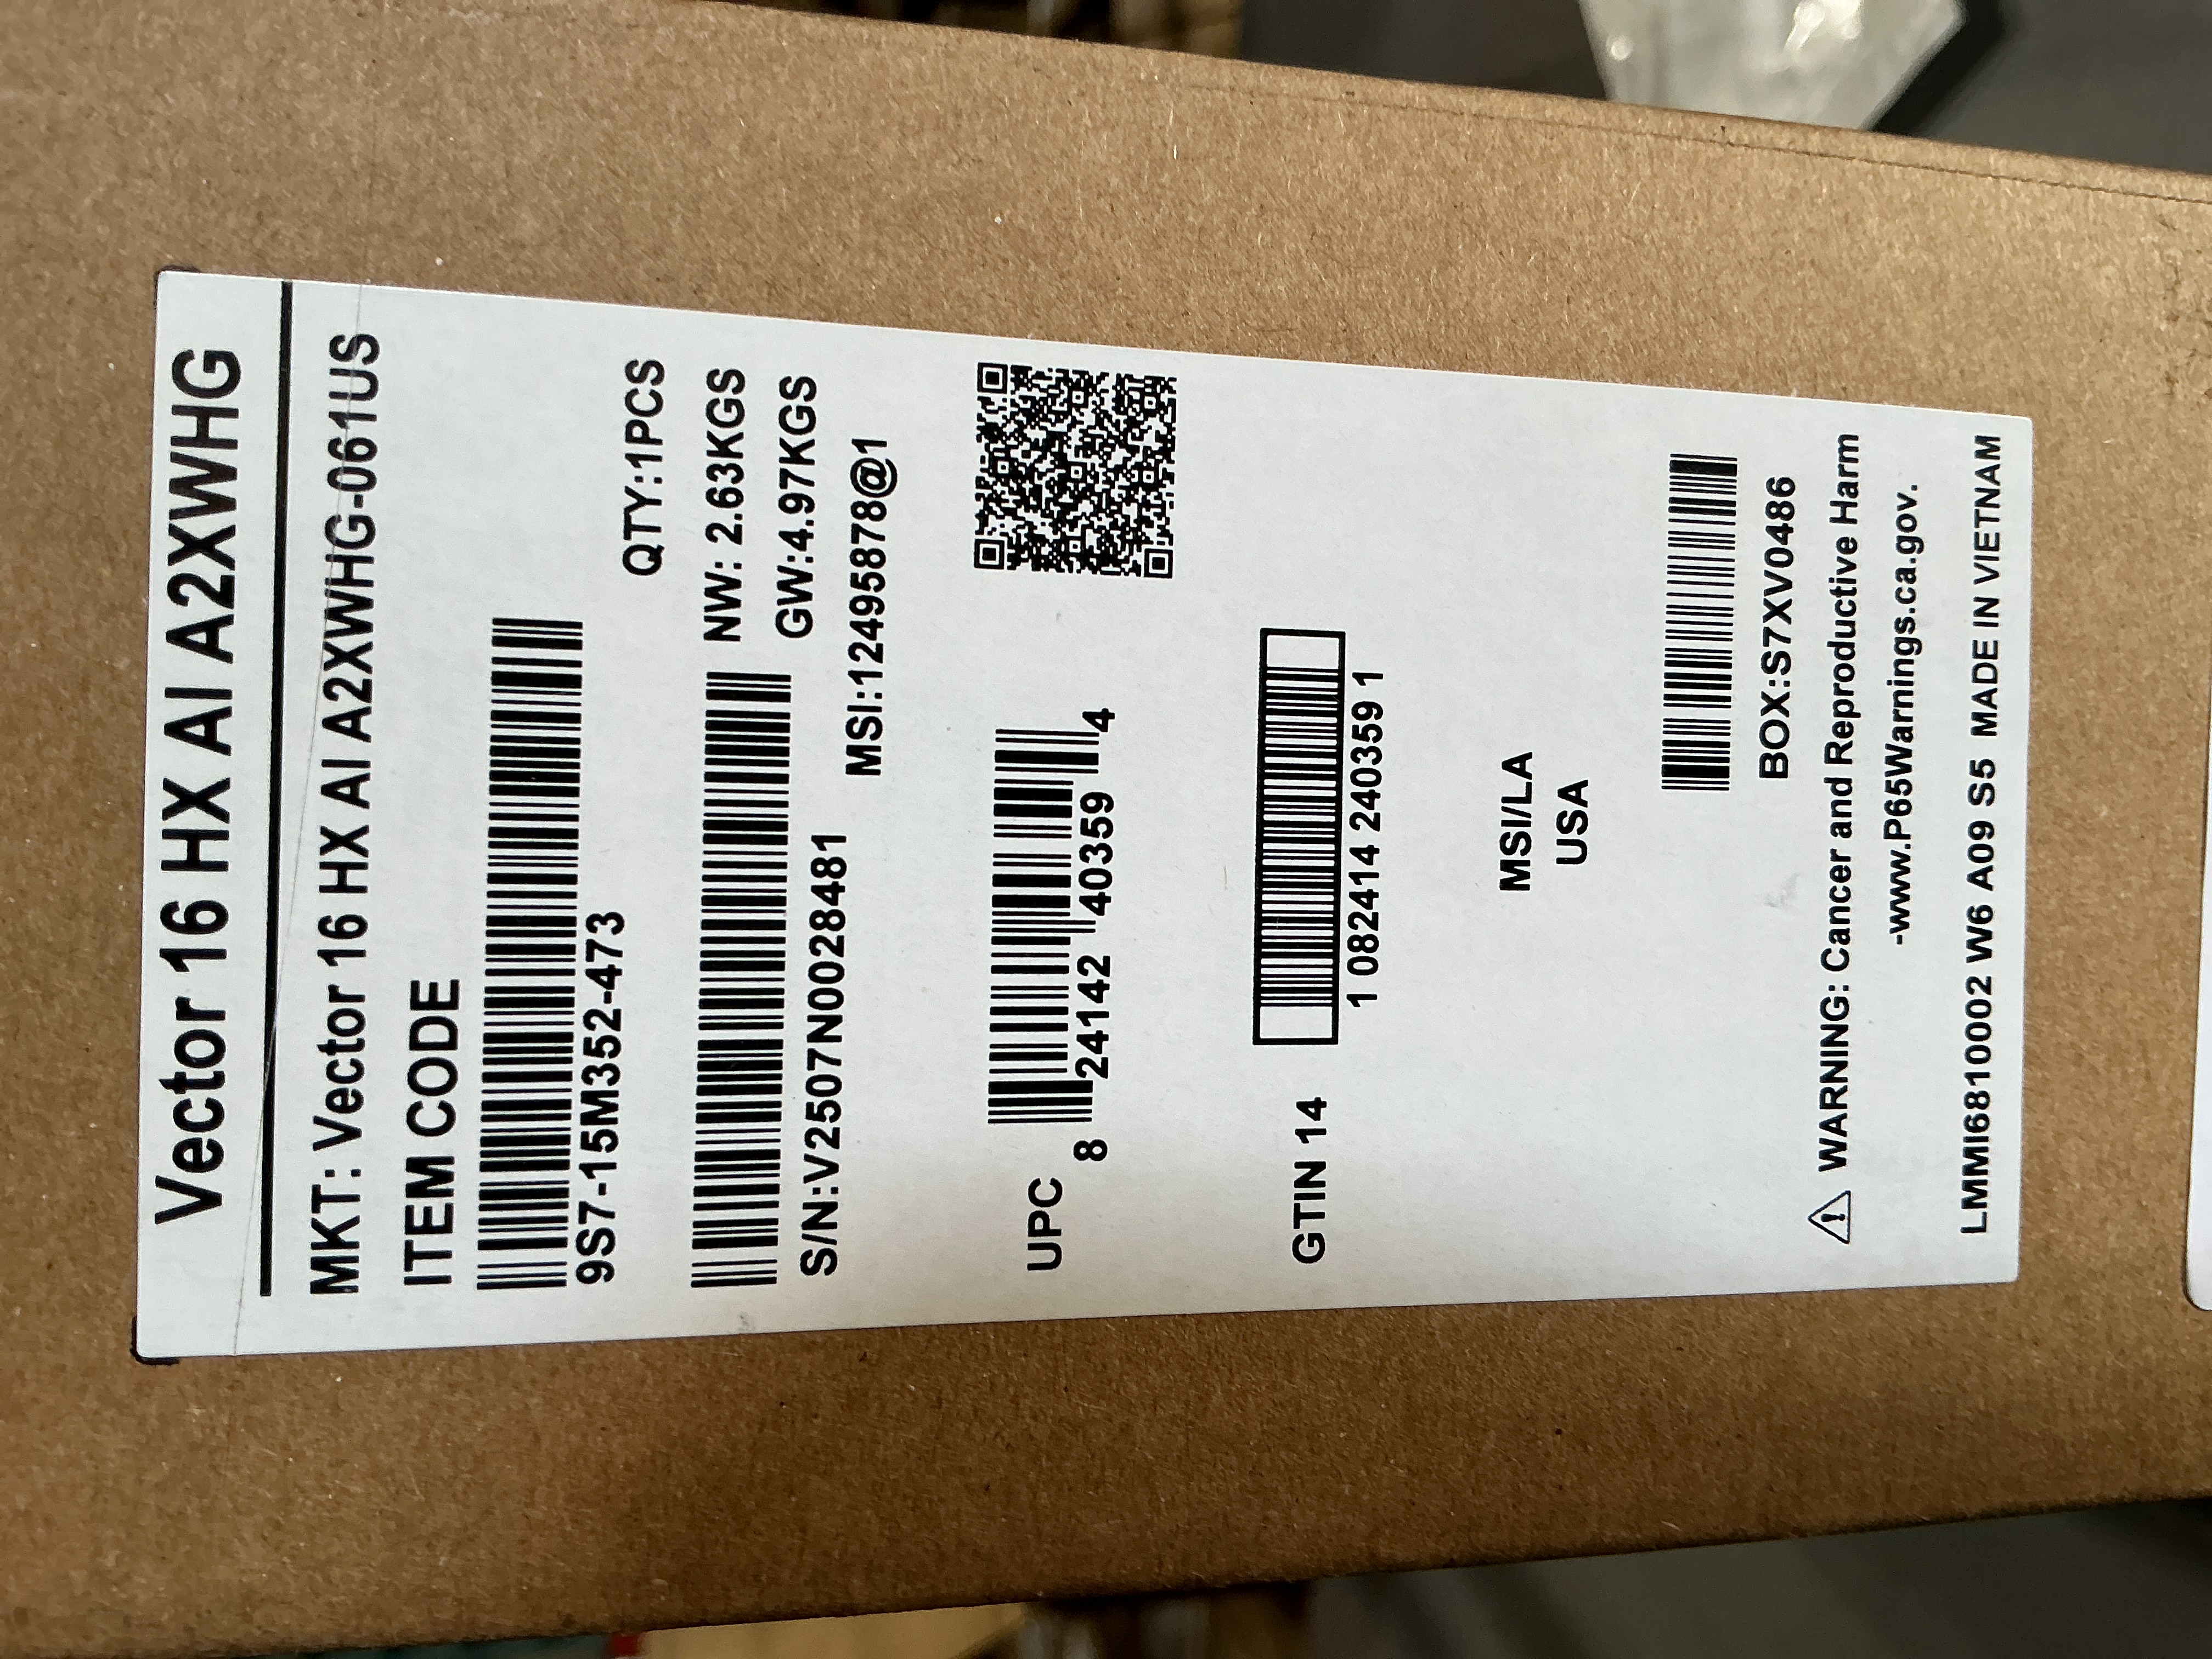 Vector 16 HX AI A2XWHG
MKT: Vector 16 HX AI A2XWHG-061US
ITEM CODE
9S7-15M352-473
QTY:1PCS
NW: 2.63KGS
GW:4.97KGS
S/N:V2507N0028481
MSI:12495878@1
UPC
8 24142 40359 4
GTIN 14
1 082414 240359 1
MSI/LA
USA
BOX:S7XV0486
WARNING: Cancer and Reproductive Harm
-www.P65Warnings.ca.gov.
LMMI6810002 W6 A09 S5 MADE IN VIETNAM